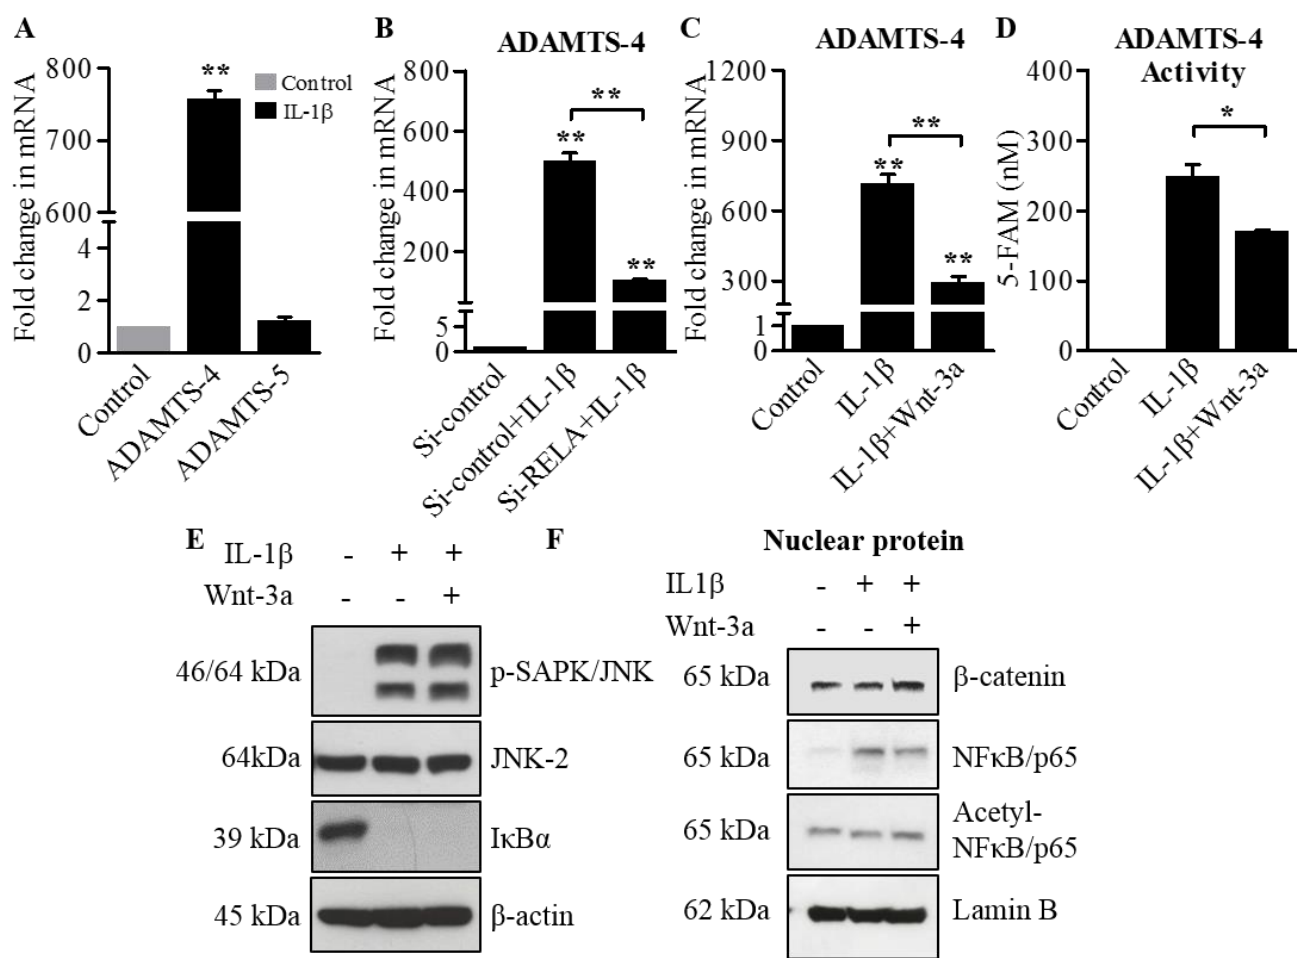 A
Fold change in mRNA
800
700
600
4
2
0
**
Control
IL-1β
Control
ADAMTS-4
ADAMTS-5
B
ADAMTS-4
Fold change in mRNA
800
600
400
200
5
0
**
**
**
Si-control
Si-control+IL-1β
Si-RELA+IL-1β
C
ADAMTS-4
Fold change in mRNA
1200
900
600
300
1
0
**
**
**
Control
IL-1β
IL-1β+Wnt-3a
D
ADAMTS-4
Activity
5-FAM (nM)
400
300
200
100
0
*
Control
IL-1β
IL-1β+Wnt-3a
E
IL-1β - + +
Wnt-3a - - +
46/64 kDa p-SAPK/JNK
64kDa JNK-2
39 kDa IκBα
45 kDa β-actin
F
Nuclear protein
IL1β - + +
Wnt-3a - - +
65 kDa β-catenin
65 kDa NFκB/p65
65 kDa Acetyl-
NFκB/p65
62 kDa Lamin B